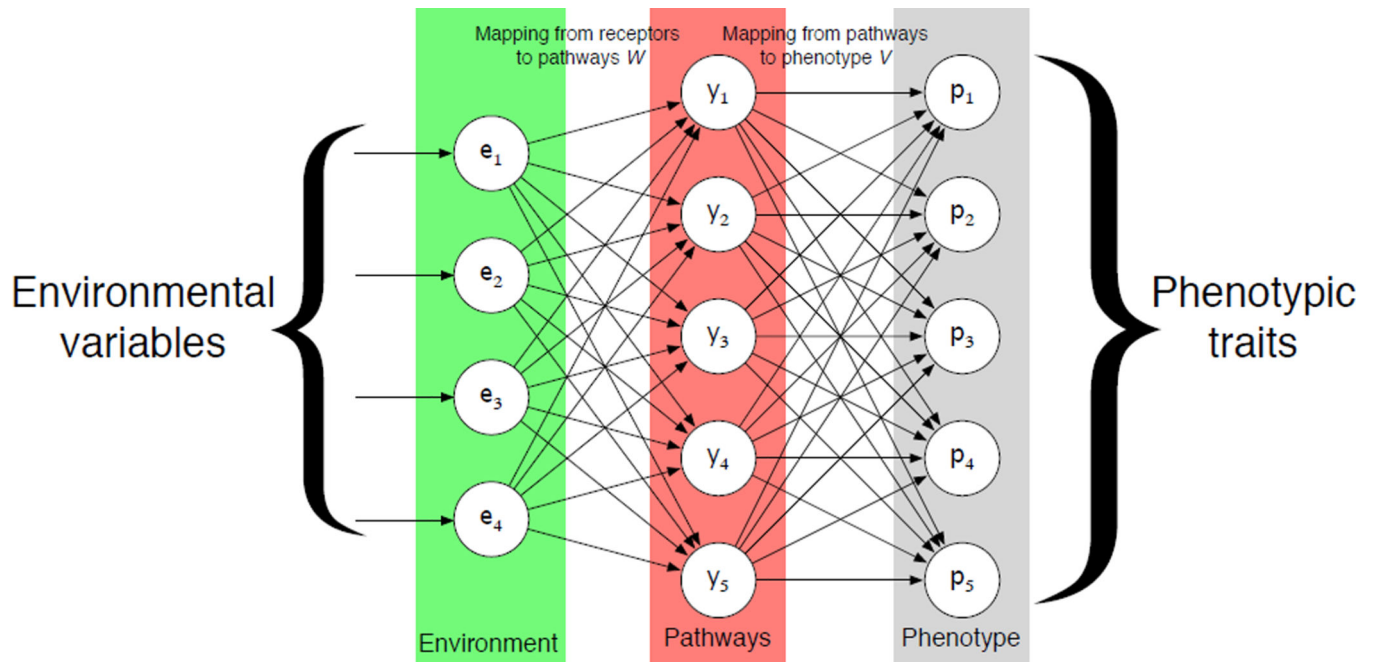 Mapping from receptors
to pathways W
Mapping from pathways
to phenotype V
Environmental
variables
e₁
e₂
e₃
e₄
Environment
y₁
y₂
y₃
y₄
y₅
Pathways
p₁
p₂
p₃
p₄
p₅
Phenotype
Phenotypic
traits